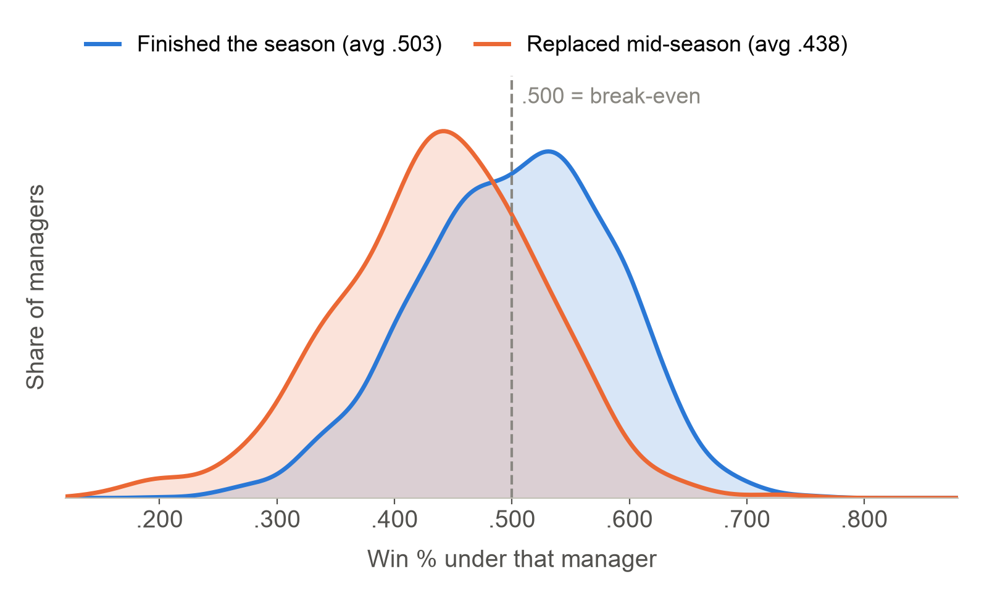 Finished the season (avg .503)
Replaced mid-season (avg .438)
.500 = break-even
Share of managers
.200 .300 .400 .500 .600 .700 .800
Win % under that manager